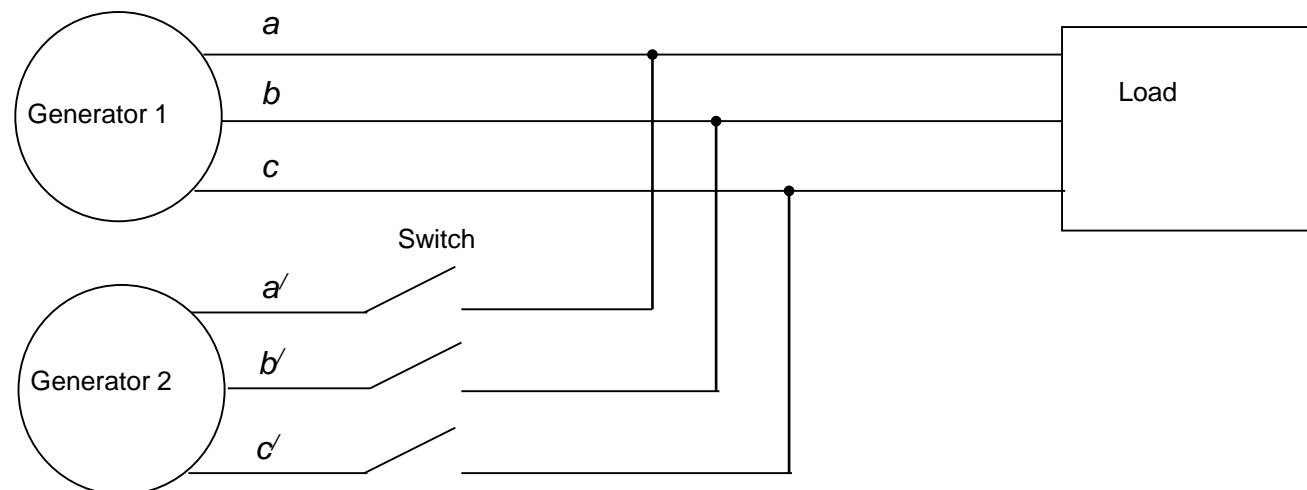 a
Generator 1
b
Load
c
Switch
a/
Generator 2
b/
c/